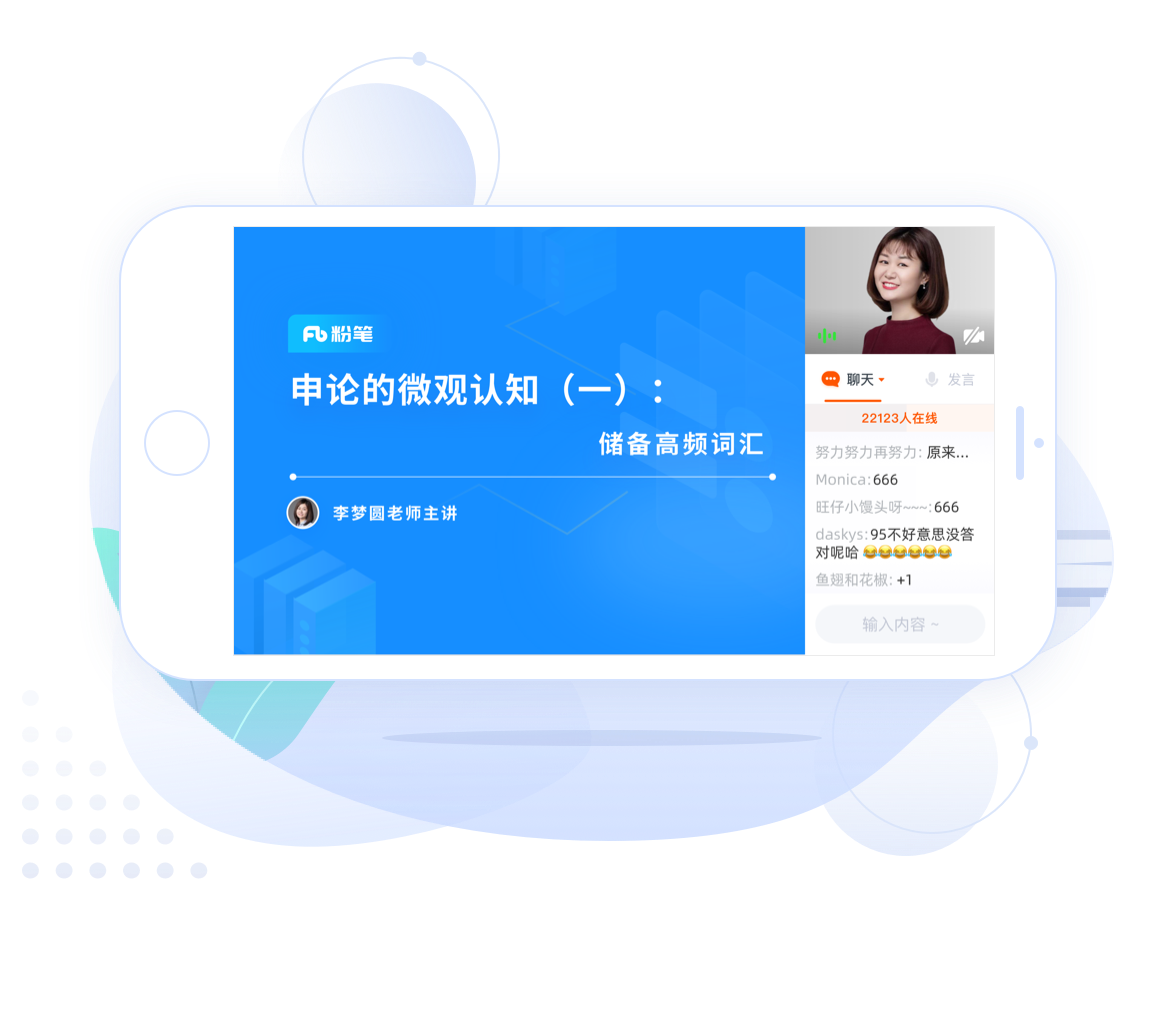 粉笔
申论的微观认知（一）：
储备高频词汇
李梦圆老师主讲
聊天
发言
22123人在线
努力努力再努力: 原来...
Monica: 666
旺仔小馒头呀~~~: 666
daskys: 95不好意思没答
对呢哈 😂😂😂😂😂😂
鱼翅和花椒: +1
输入内容 ~